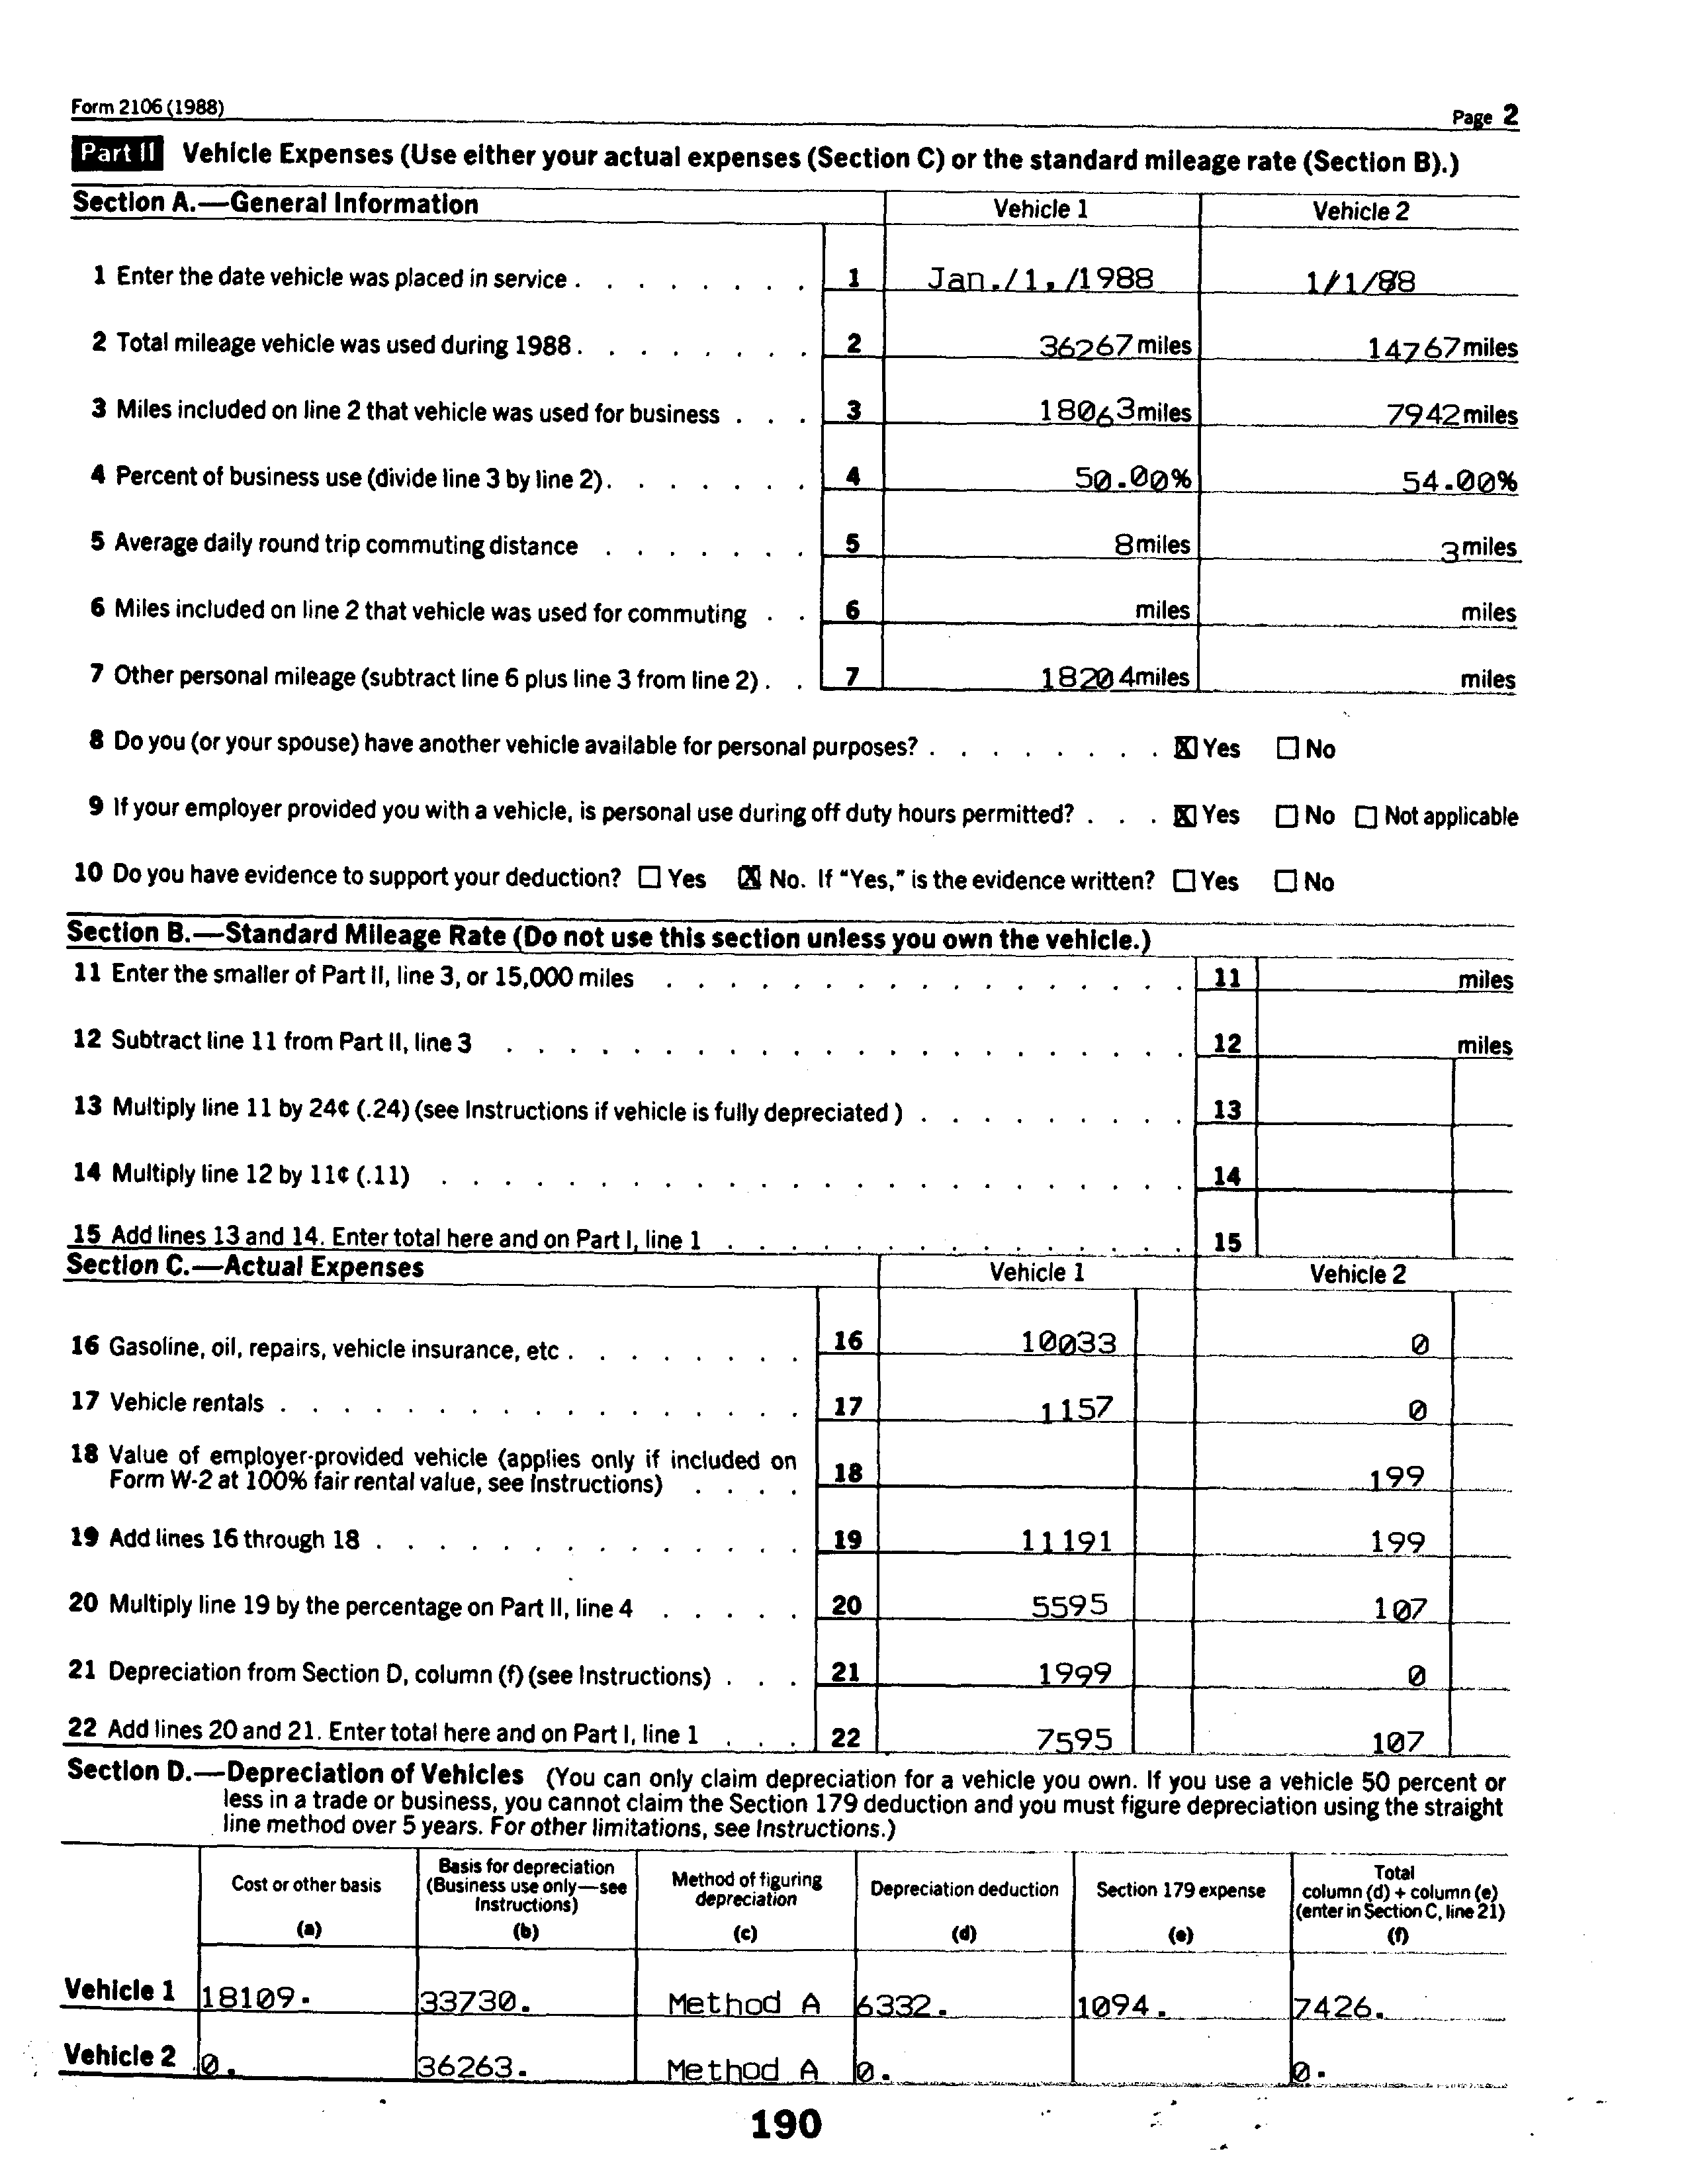 Form 2106 (1988) Page 2
Part II Vehicle Expenses (Use either your actual expenses (Section C) or the standard mileage rate (Section B).)
Section A.—General Information Vehicle 1 Vehicle 2
1 Enter the date vehicle was placed in service . . . . . . . . 1 Jan./1./1988 1/1/88
2 Total mileage vehicle was used during 1988 . . . . . . . . 2 36267 miles 14767 miles
3 Miles included on line 2 that vehicle was used for business . . . 3 18063 miles 7942 miles
4 Percent of business use (divide line 3 by line 2) . . . . . . . 4 50.00% 54.00%
5 Average daily round trip commuting distance . . . . . . . 5 8 miles 3 miles
6 Miles included on line 2 that vehicle was used for commuting . . 6 miles miles
7 Other personal mileage (subtract line 6 plus line 3 from line 2) . . 7 18204 miles miles
8 Do you (or your spouse) have another vehicle available for personal purposes? . . . . . . . . ☒ Yes ☐ No
9 If your employer provided you with a vehicle, is personal use during off duty hours permitted? . . . ☒ Yes ☐ No ☐ Not applicable
10 Do you have evidence to support your deduction? ☐ Yes ☒ No. If "Yes," is the evidence written? ☐ Yes ☐ No
Section B.—Standard Mileage Rate (Do not use this section unless you own the vehicle.)
11 Enter the smaller of Part II, line 3, or 15,000 miles . . . . . . . . . . . . . . . . . 11 miles
12 Subtract line 11 from Part II, line 3 . . . . . . . . . . . . . . . . . . . . . . 12 miles
13 Multiply line 11 by 24¢ (.24) (see Instructions if vehicle is fully depreciated ) . . . . . . . . . 13
14 Multiply line 12 by 11¢ (.11) . . . . . . . . . . . . . . . . . . . . . . . . 14
15 Add lines 13 and 14. Enter total here and on Part I, line 1 . . . . . . . . . . . . . . . 15
Section C.—Actual Expenses Vehicle 1 Vehicle 2
16 Gasoline, oil, repairs, vehicle insurance, etc . . . . . . . . 16 10033 0
17 Vehicle rentals . . . . . . . . . . . . . . . . . 17 1157 0
18 Value of employer-provided vehicle (applies only if included on
Form W-2 at 100% fair rental value, see Instructions) . . . . 18 199
19 Add lines 16 through 18 . . . . . . . . . . . . . . 19 11191 199
20 Multiply line 19 by the percentage on Part II, line 4 . . . . . 20 5595 107
21 Depreciation from Section D, column (f) (see Instructions) . . . 21 1999 0
22 Add lines 20 and 21. Enter total here and on Part I, line 1 . . . 22 7595 107
Section D.—Depreciation of Vehicles (You can only claim depreciation for a vehicle you own. If you use a vehicle 50 percent or
less in a trade or business, you cannot claim the Section 179 deduction and you must figure depreciation using the straight
line method over 5 years. For other limitations, see Instructions.)
Cost or other basis (a)
Basis for depreciation (Business use only—see Instructions) (b)
Method of figuring depreciation (c)
Depreciation deduction (d)
Section 179 expense (e)
Total column (d) + column (e) (enter in Section C, line 21) (f)
Vehicle 1 18109. 33730. Method A 6332. 1094. 7426.
Vehicle 2 0. 36263. Method A 0. 0.
190